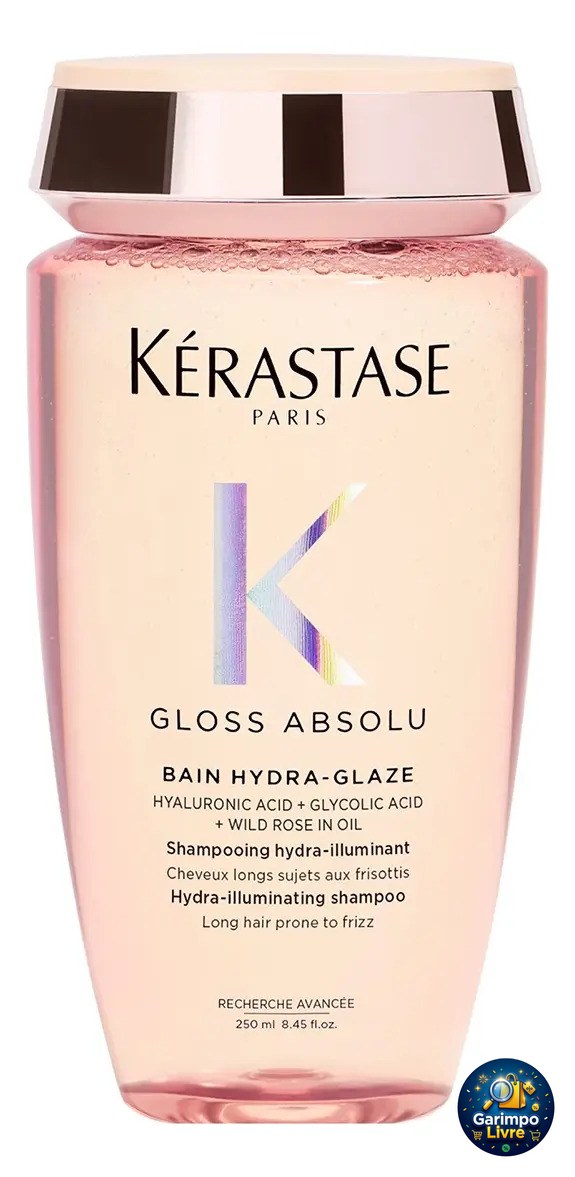 KÉRASTASE
PARIS
K
GLOSS ABSOLU
BAIN HYDRA-GLAZE
HYALURONIC ACID + GLYCOLIC ACID
+ WILD ROSE IN OIL
Shampooing hydra-illuminant
Cheveux longs sujets aux frisottis
Hydra-illuminating shampoo
Long hair prone to frizz
RECHERCHE AVANCÉE
250 ml 8.45 fl.oz.
Garimpo
Livre